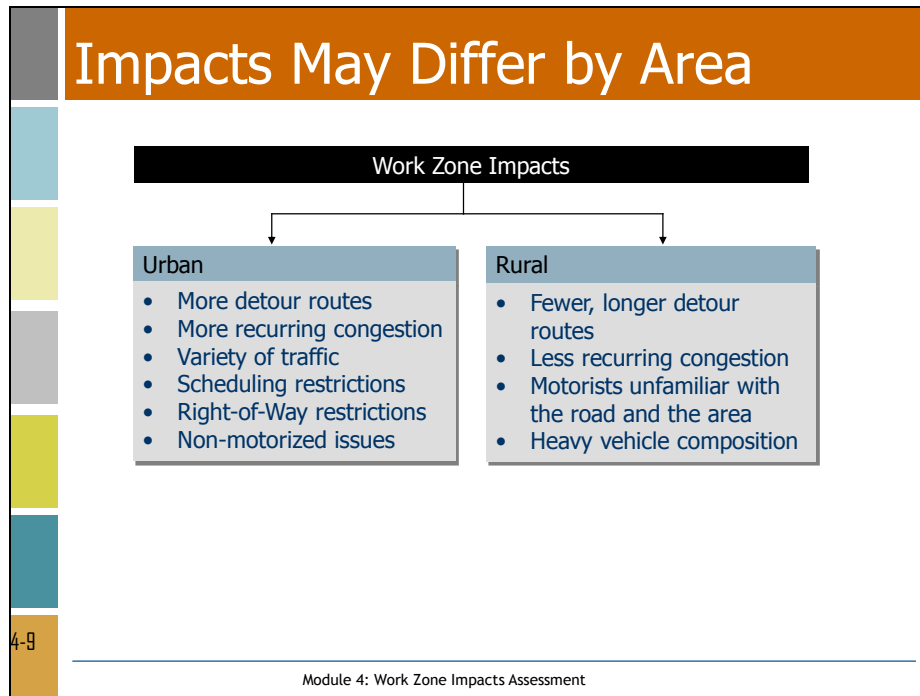 Impacts May Differ by Area
Work Zone Impacts
Urban
• More detour routes
• More recurring congestion
• Variety of traffic
• Scheduling restrictions
• Right-of-Way restrictions
• Non-motorized issues
Rural
• Fewer, longer detour
routes
• Less recurring congestion
• Motorists unfamiliar with
the road and the area
• Heavy vehicle composition
4-9
Module 4: Work Zone Impacts Assessment